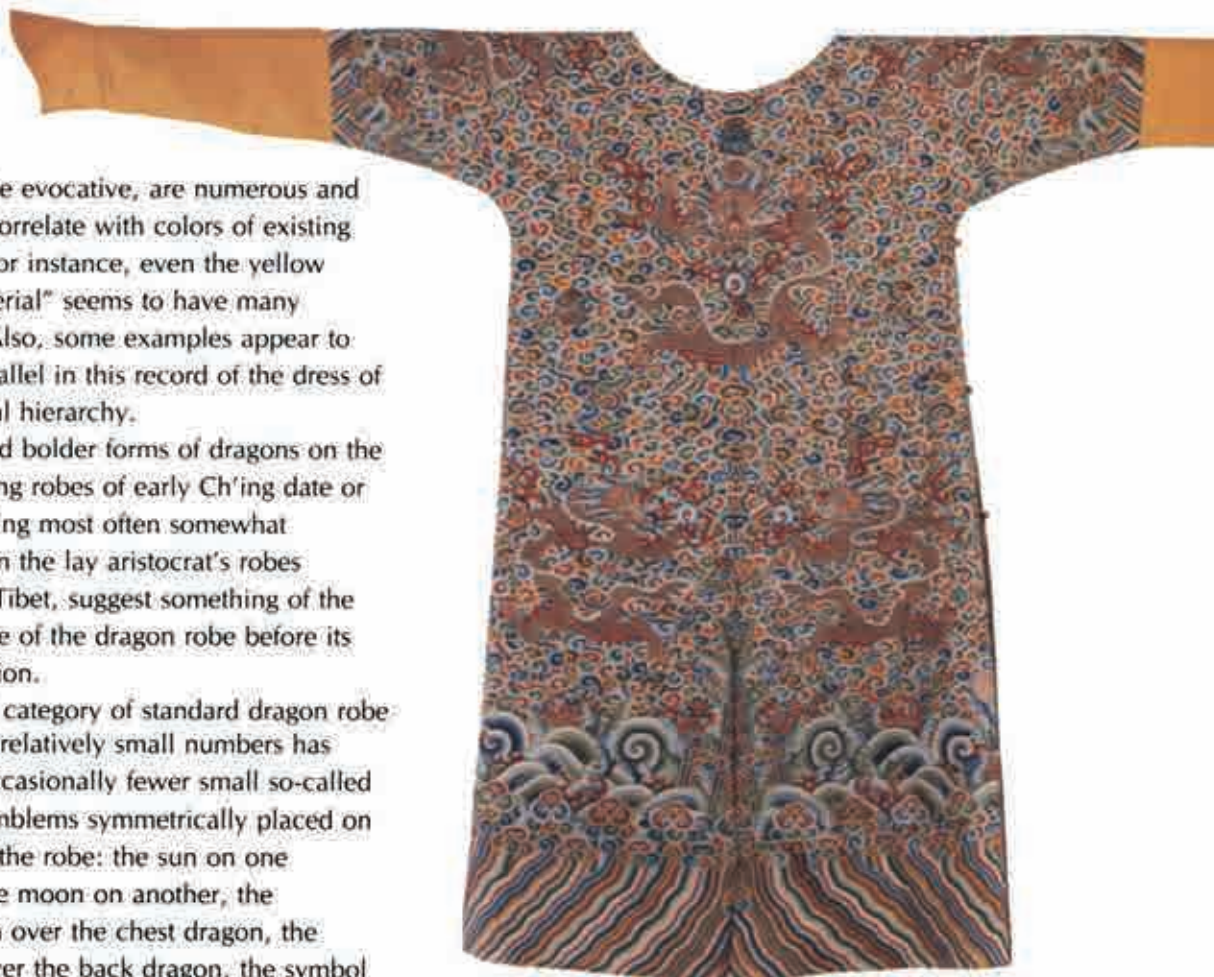 e evocative, are numerous and
orrelate with colors of existing
or instance, even the yellow
erial" seems to have many
Also, some examples appear to
allel in this record of the dress of
al hierarchy.
d bolder forms of dragons on the
ng robes of early Ch'ing date or
ing most often somewhat
n the lay aristocrat's robes
Tibet, suggest something of the
e of the dragon robe before its
ion.
category of standard dragon robe
relatively small numbers has
casionally fewer small so-called
mblems symmetrically placed on
the robe: the sun on one
e moon on another, the
n over the chest dragon, the
er the back dragon, the symbol